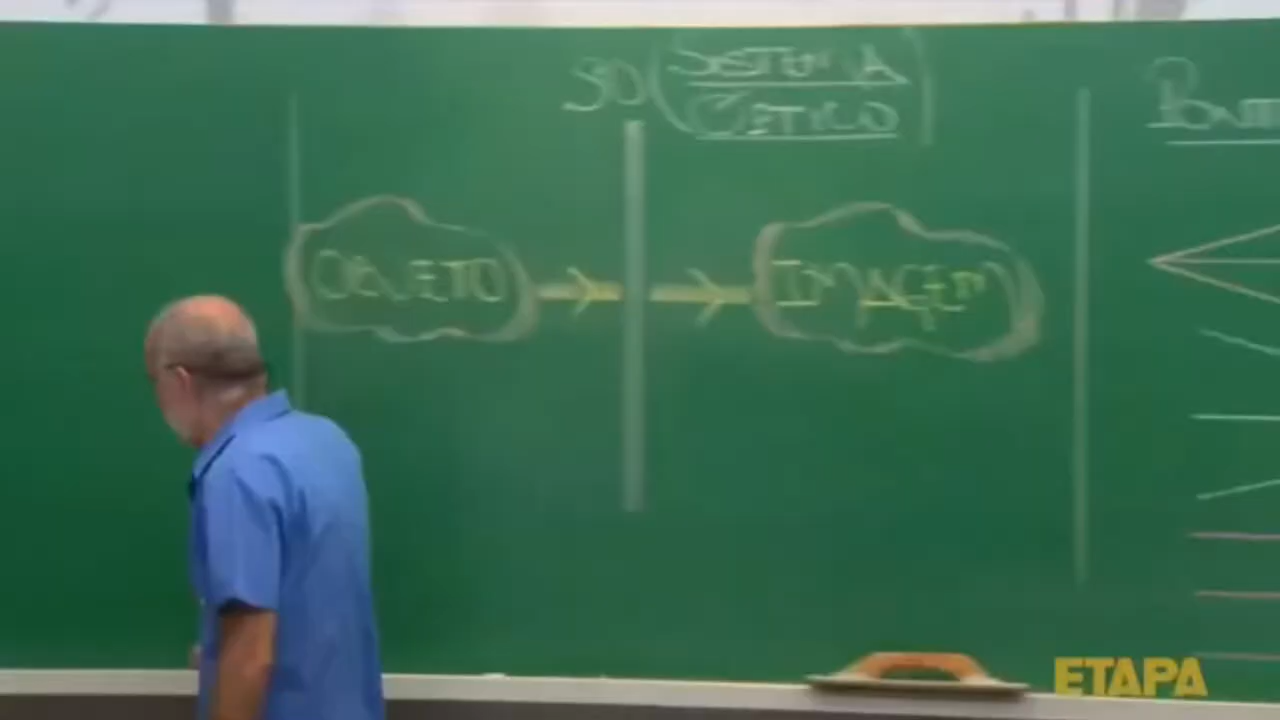 SO (SISTEMA
ÓPTICO)
OBJETO
IMAGEM
ETAPA